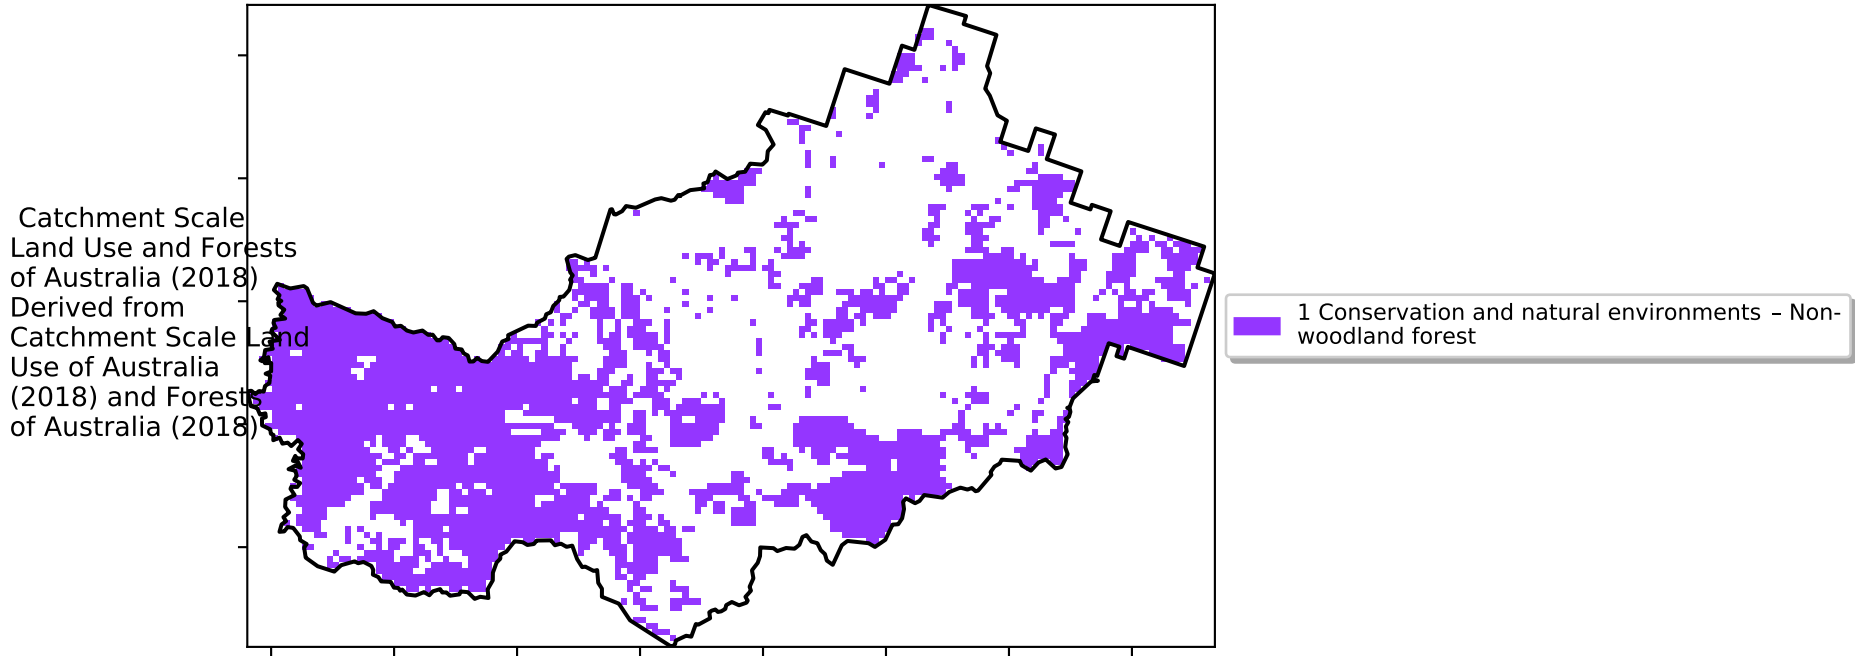 Catchment Scale
Land Use and Forests
of Australia (2018)
Derived from
Catchment Scale Land
Use of Australia
(2018) and Forests
of Australia (2018)
1 Conservation and natural environments – Non-
woodland forest